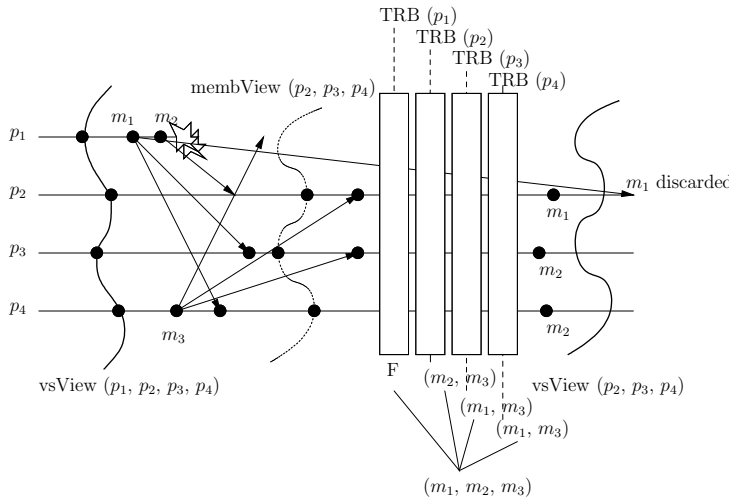 TRB (p1)
TRB (p2)
TRB (p3)
TRB (p4)
membView (p2, p3, p4)
m1
m2
p1
p2
m1 discarded
m1
p3
m2
p4
m3
m2
vsView (p1, p2, p3, p4)
F
(m2, m3)
vsView (p2, p3, p4)
(m1, m3)
(m1, m3)
(m1, m2, m3)